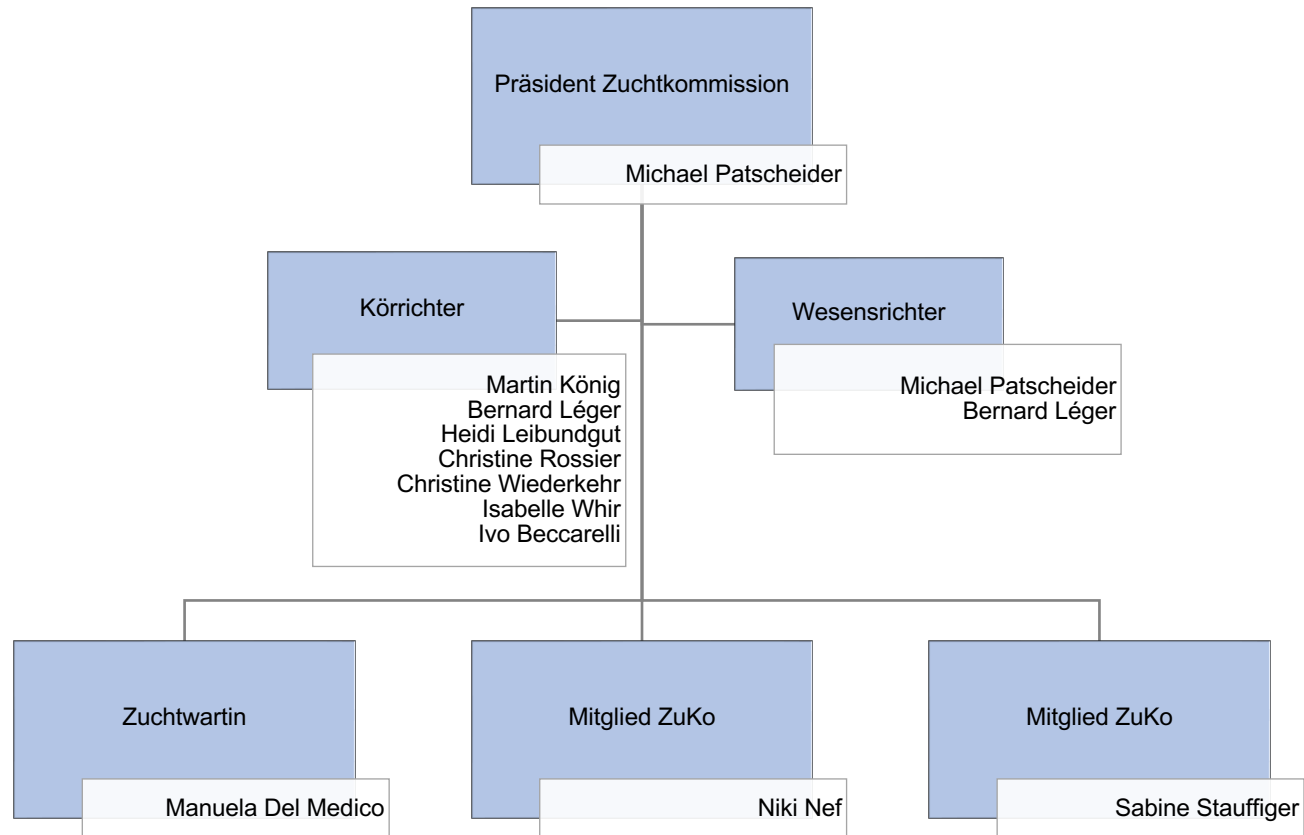 Präsident Zuchtkommission
Michael Patscheider
Körrichter
Martin König
Bernard Léger
Heidi Leibundgut
Christine Rossier
Christine Wiederkehr
Isabelle Whir
Ivo Beccarelli
Wesensrichter
Michael Patscheider
Bernard Léger
Zuchtwartin
Manuela Del Medico
Mitglied ZuKo
Niki Nef
Mitglied ZuKo
Sabine Stauffiger